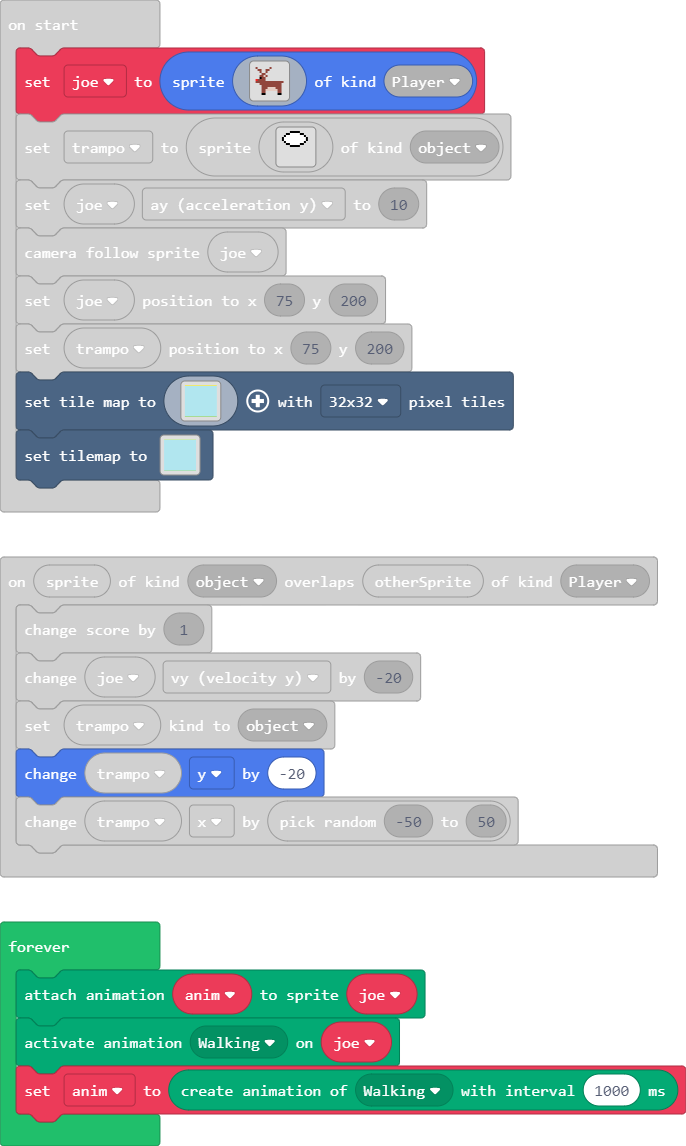 on start
set joe to sprite of kind Player
set trampo to sprite of kind object
set joe ay (acceleration y) to 10
camera follow sprite joe
set joe position to x 75 y 200
set trampo position to x 75 y 200
set tile map to with 32x32 pixel tiles
set tilemap to
on sprite of kind object overlaps otherSprite of kind Player
change score by 1
change joe vy (velocity y) by -20
set trampo kind to object
change trampo y by -20
change trampo x by pick random -50 to 50
forever
attach animation anim to sprite joe
activate animation Walking on joe
set anim to create animation of Walking with interval 1000 ms